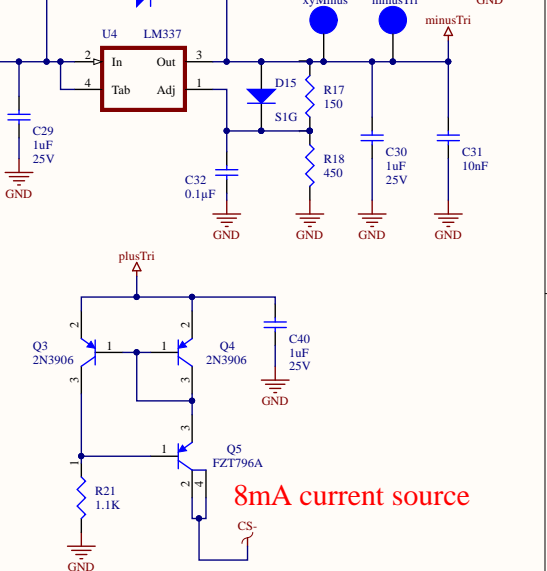 xyMinus
minusTri
GND
minusTri
U4 LM337
2 In Out 3
4 Tab Adj 1
D15
S1G
R17
150
C29
1uF
25V
GND
C32
0.1µF
GND
R18
450
GND
C30
1uF
25V
GND
C31
10nF
GND
plusTri
2
2
Q3
2N3906
1
1
Q4
2N3906
C40
1uF
25V
GND
3
3
3
Q5
FZT796A
1
1
2
4
R21
1.1K
GND
8mA current source
CS-